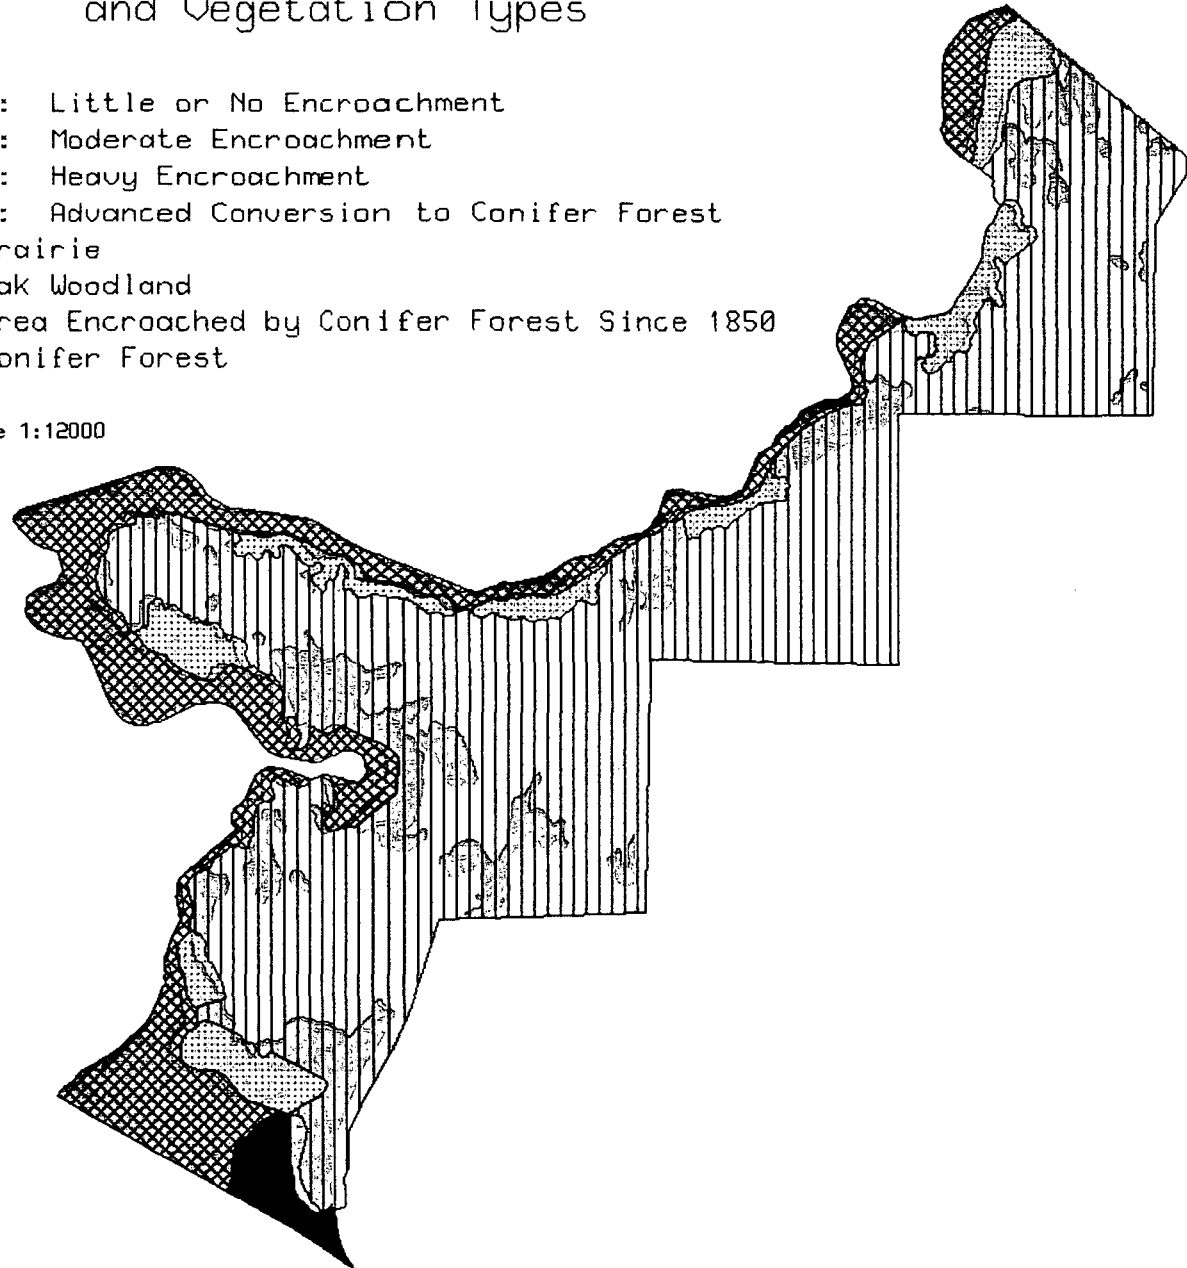 and Vegetation Types
: Little or No Encroachment
: Moderate Encroachment
: Heavy Encroachment
: Advanced Conversion to Conifer Forest
rairie
ak Woodland
rea Encroached by Conifer Forest Since 1850
onifer Forest
e 1:12000